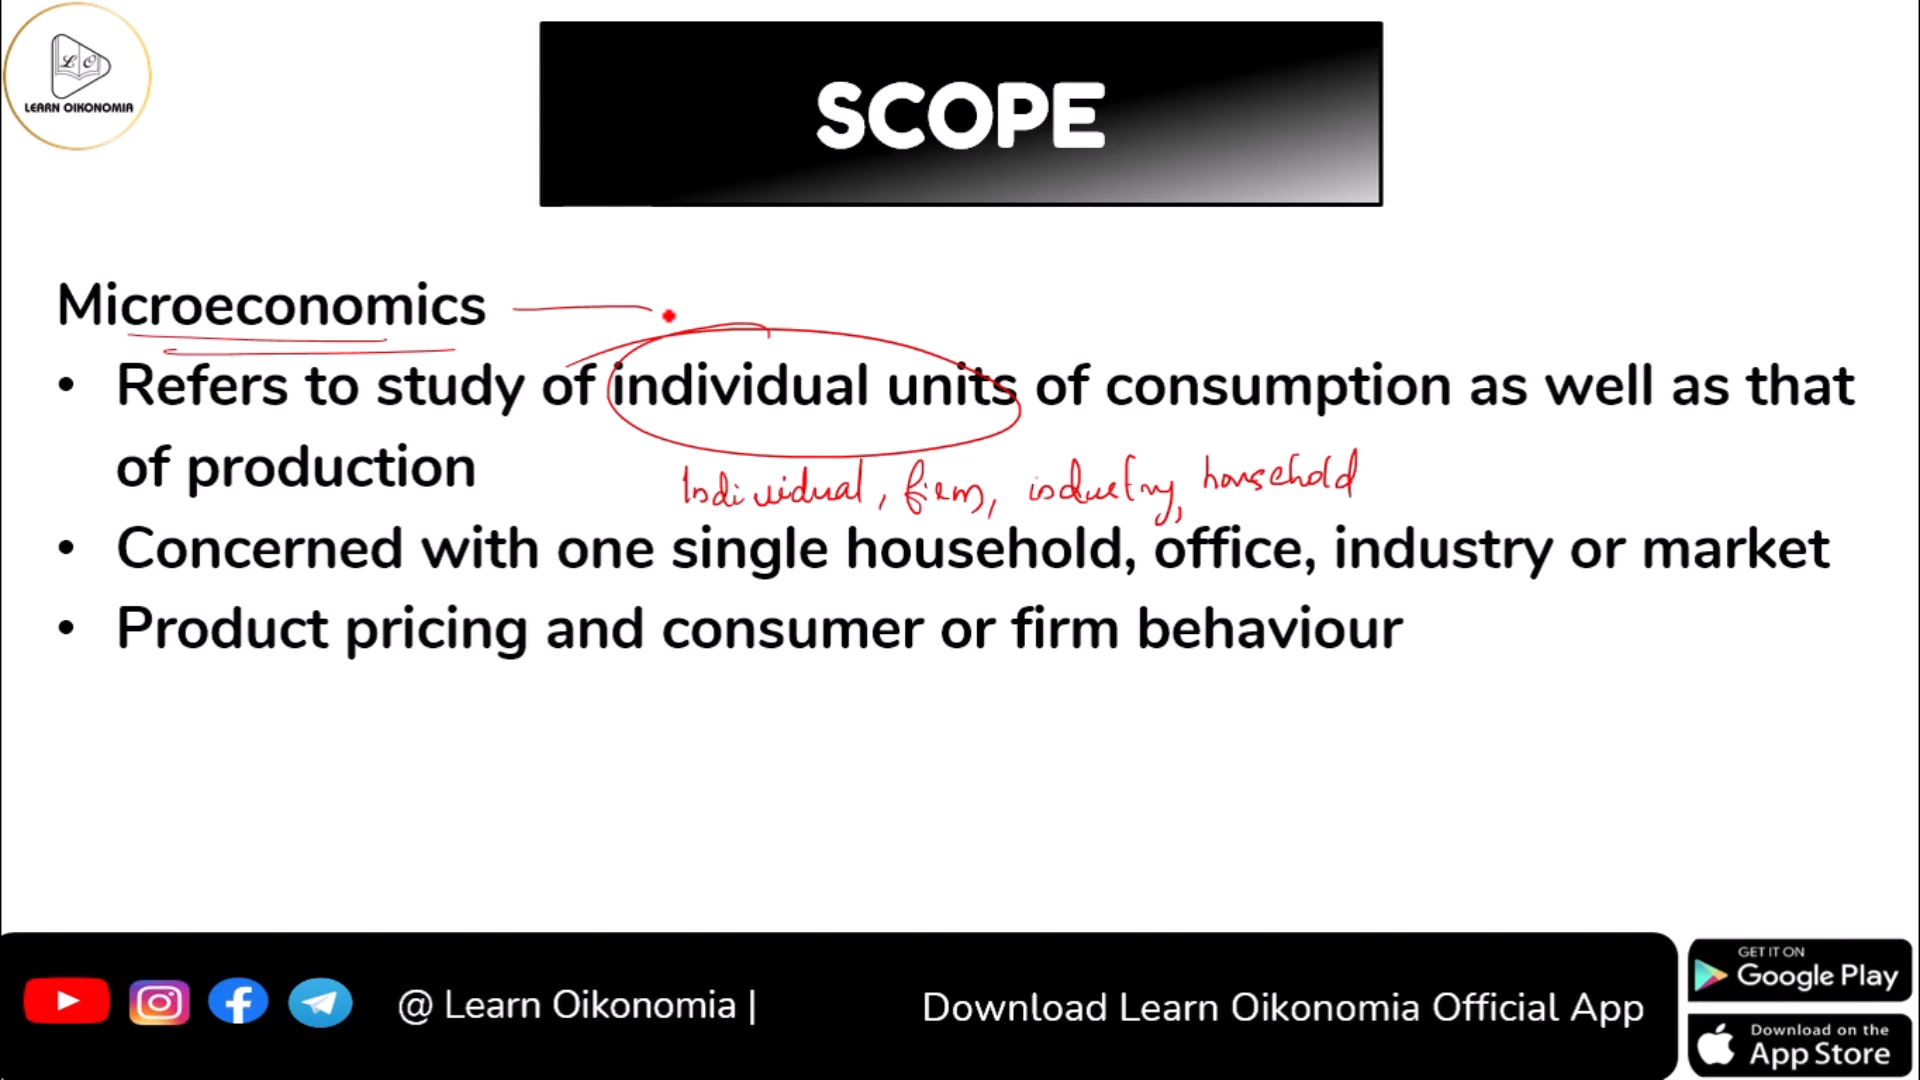 L O
LEARN OIKONOMIA
SCOPE
Microeconomics
• Refers to study of individual units of consumption as well as that
of production
Individual, firm, industry, household
• Concerned with one single household, office, industry or market
• Product pricing and consumer or firm behaviour
@ Learn Oikonomia |
Download Learn Oikonomia Official App
GET IT ON
Google Play
Download on the
App Store